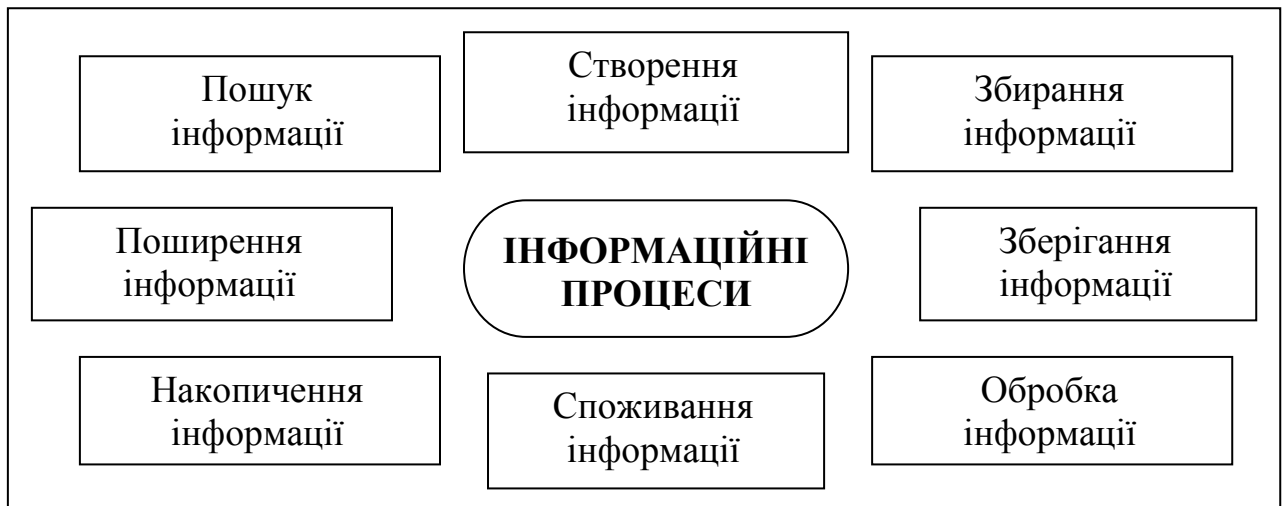 Пошук
інформації
Створення
інформації
Збирання
інформації
Поширення
інформації
ІНФОРМАЦІЙНІ
ПРОЦЕСИ
Зберігання
інформації
Накопичення
інформації
Споживання
інформації
Обробка
інформації